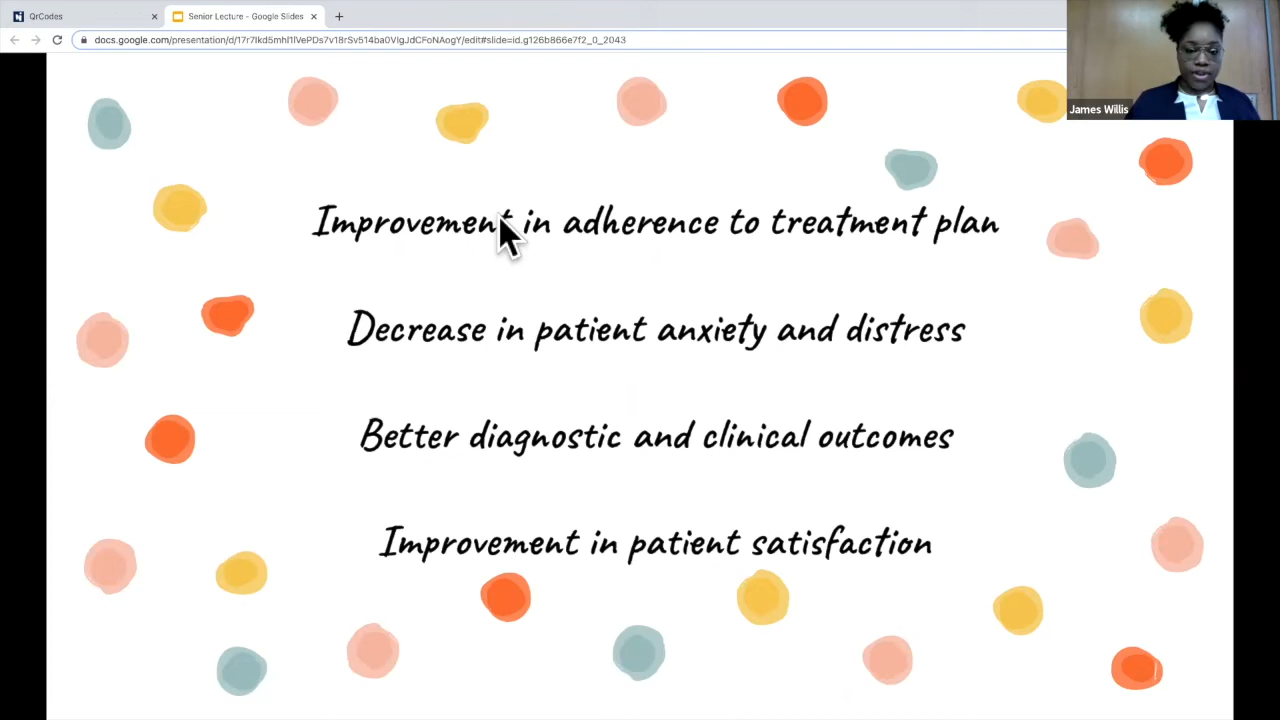 QrCodes
Senior Lecture - Google Slides
docs.google.com/presentation/d/17r7Ikd5mhl1lVePDs7v18rSv514ba0VIgJdCFoNAogY/edit#slide=id.g126b866e7f2_0_2043
James Willis
Improvement in adherence to treatment plan
Decrease in patient anxiety and distress
Better diagnostic and clinical outcomes
Improvement in patient satisfaction